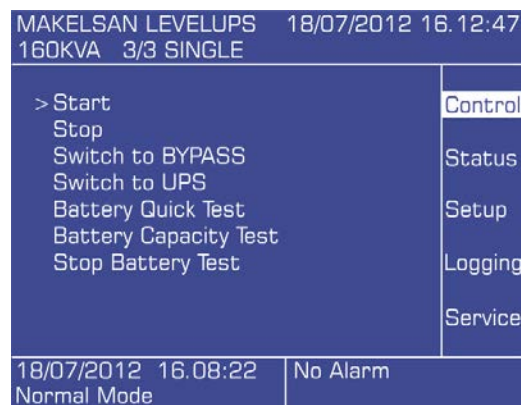 MAKELSAN LEVELUPS 18/07/2012 16.12:47
160KVA 3/3 SINGLE
> Start
Stop
Switch to BYPASS
Switch to UPS
Battery Quick Test
Battery Capacity Test
Stop Battery Test
Control
Status
Setup
Logging
Service
18/07/2012 16.08:22
Normal Mode
No Alarm